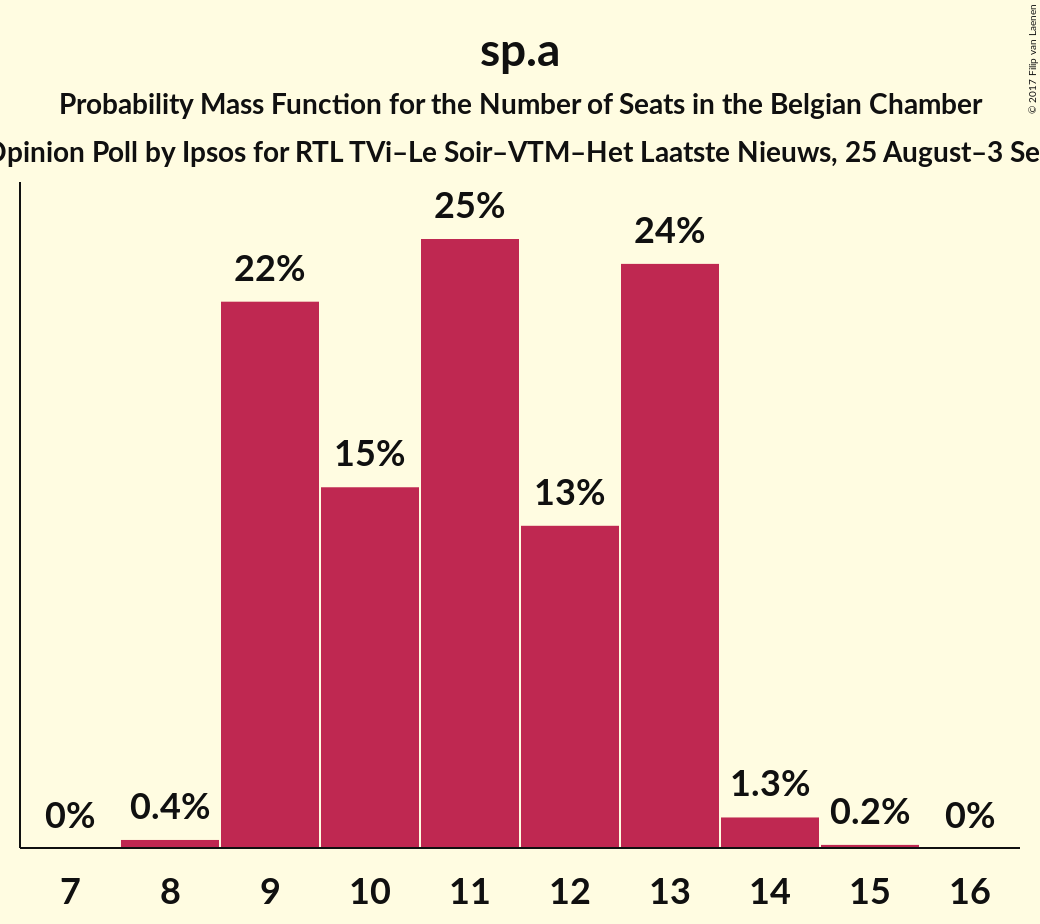 sp.a
Probability Mass Function for the Number of Seats in the Belgian Chamber
Opinion Poll by Ipsos for RTL TVi–Le Soir–VTM–Het Laatste Nieuws, 25 August–3 Se
© 2017 Filip van Laenen
25%
24%
22%
15%
13%
1.3%
0.4%
0.2%
0%
0%
7 8 9 10 11 12 13 14 15 16